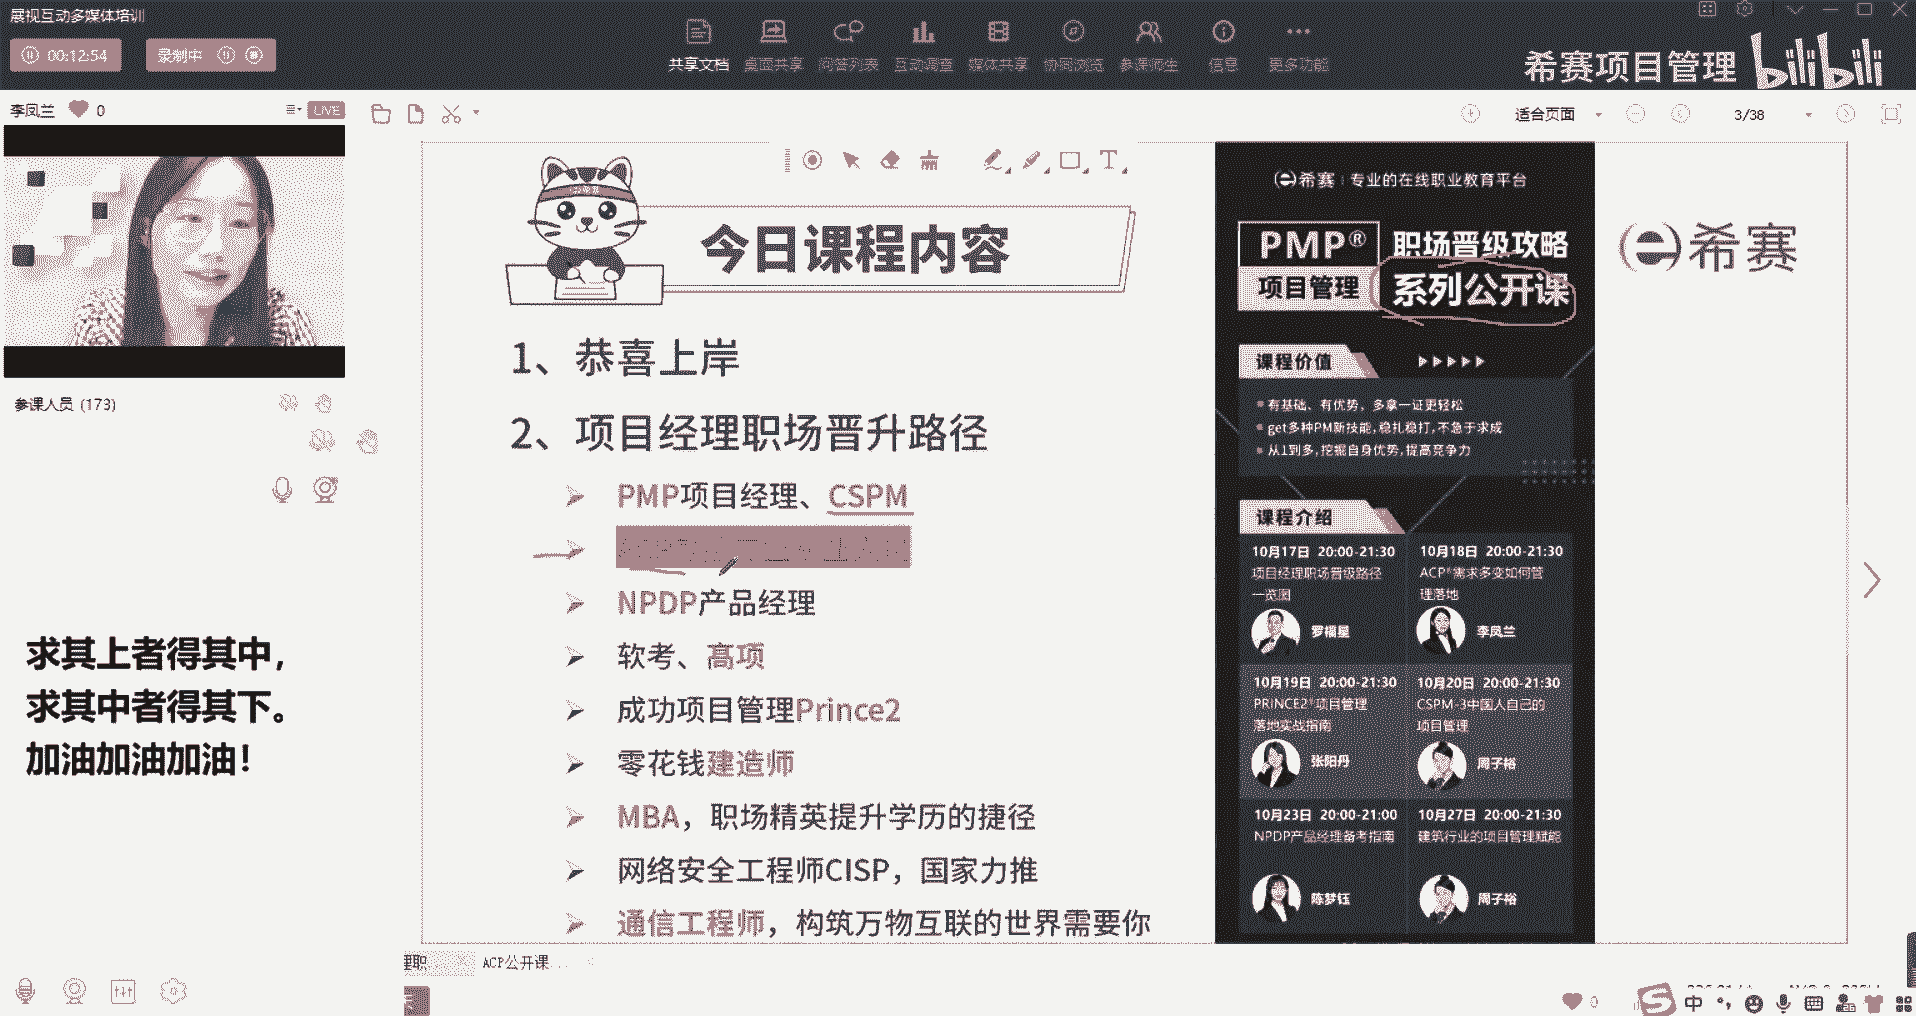 展视互动多媒体培训
00:12:54
录制中
共享文档
桌面共享
问答列表
互动调查
媒体共享
协同浏览
参课师生
信息
更多功能
希赛项目管理
bilibili
李凤兰
0
LIVE
适合页面
3/38
参课人员 (173)
求其上者得其中，
求其中者得其下。
加油加油加油！
今日课程内容
1、恭喜上岸
2、项目经理职场晋升路径
PMP项目经理、CSPM
NPDP产品经理
软考、高项
成功项目管理Prince2
零花钱建造师
MBA，职场精英提升学历的捷径
网络安全工程师CISP，国家力推
通信工程师，构筑万物互联的世界需要你
希赛 | 专业的在线职业教育平台
PMP® 职场晋级攻略
项目管理 系列公开课
课程价值
有基础、有优势，多拿一证更轻松
get多种PM新技能,稳扎稳打,不急于求成
从1到多,挖掘自身优势,提高竞争力
课程介绍
10月17日 20:00-21:30
项目经理职场晋级路径
一览图
罗福星
10月18日 20:00-21:30
ACP®需求多变如何管
理落地
李凤兰
10月19日 20:00-21:30
PRINCE2®项目管理
落地实战指南
张阳丹
10月20日 20:00-21:30
CSPM-3中国人自己的
项目管理
周子裕
10月23日 20:00-21:00
NPDP产品经理备考指南
陈梦钰
10月27日 20:00-21:30
建筑行业的项目管理赋能
周子裕
希赛
理职
ACP公开课...
0
中